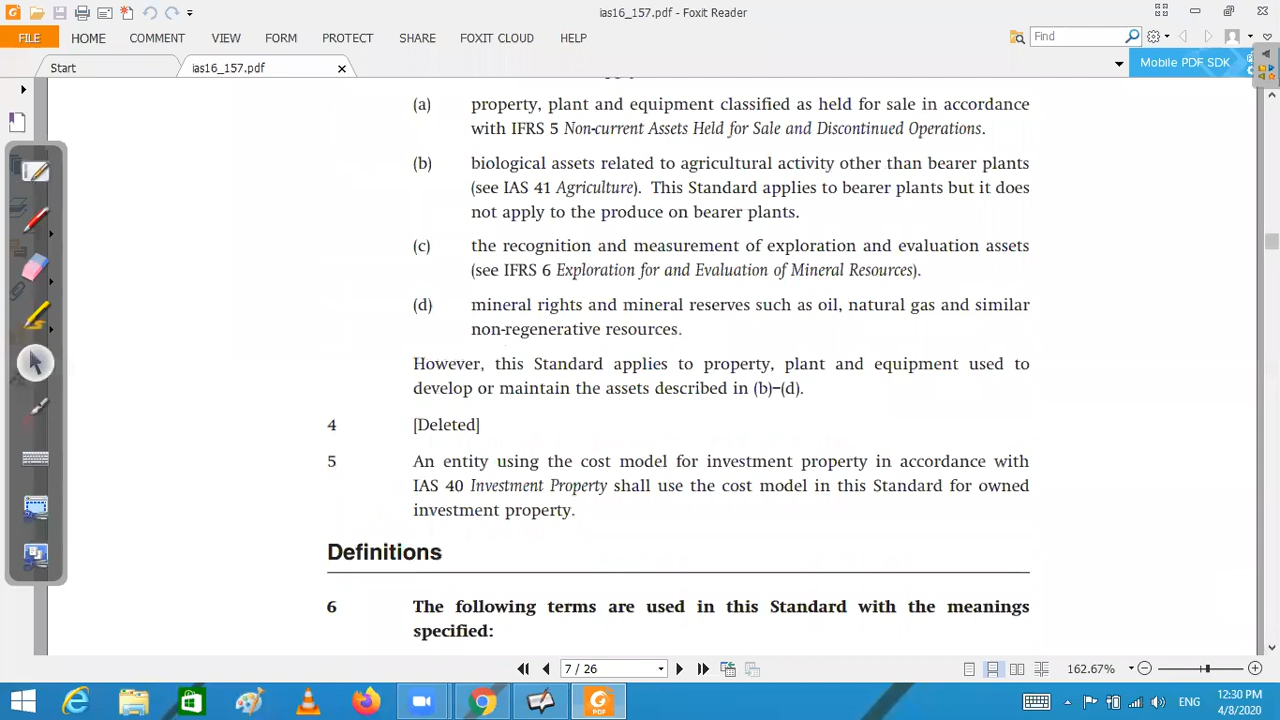 ias16_157.pdf - Foxit Reader
FILE HOME COMMENT VIEW FORM PROTECT SHARE FOXIT CLOUD HELP Find
Start ias16_157.pdf Mobile PDF SDK
(a) property, plant and equipment classified as held for sale in accordance
with IFRS 5 Non-current Assets Held for Sale and Discontinued Operations.
(b) biological assets related to agricultural activity other than bearer plants
(see IAS 41 Agriculture). This Standard applies to bearer plants but it does
not apply to the produce on bearer plants.
(c) the recognition and measurement of exploration and evaluation assets
(see IFRS 6 Exploration for and Evaluation of Mineral Resources).
(d) mineral rights and mineral reserves such as oil, natural gas and similar
non-regenerative resources.
However, this Standard applies to property, plant and equipment used to
develop or maintain the assets described in (b)–(d).
4 [Deleted]
5 An entity using the cost model for investment property in accordance with
IAS 40 Investment Property shall use the cost model in this Standard for owned
investment property.
Definitions
6 The following terms are used in this Standard with the meanings
specified:
7 / 26 162.67%
PDF ENG 12:30 PM
4/8/2020